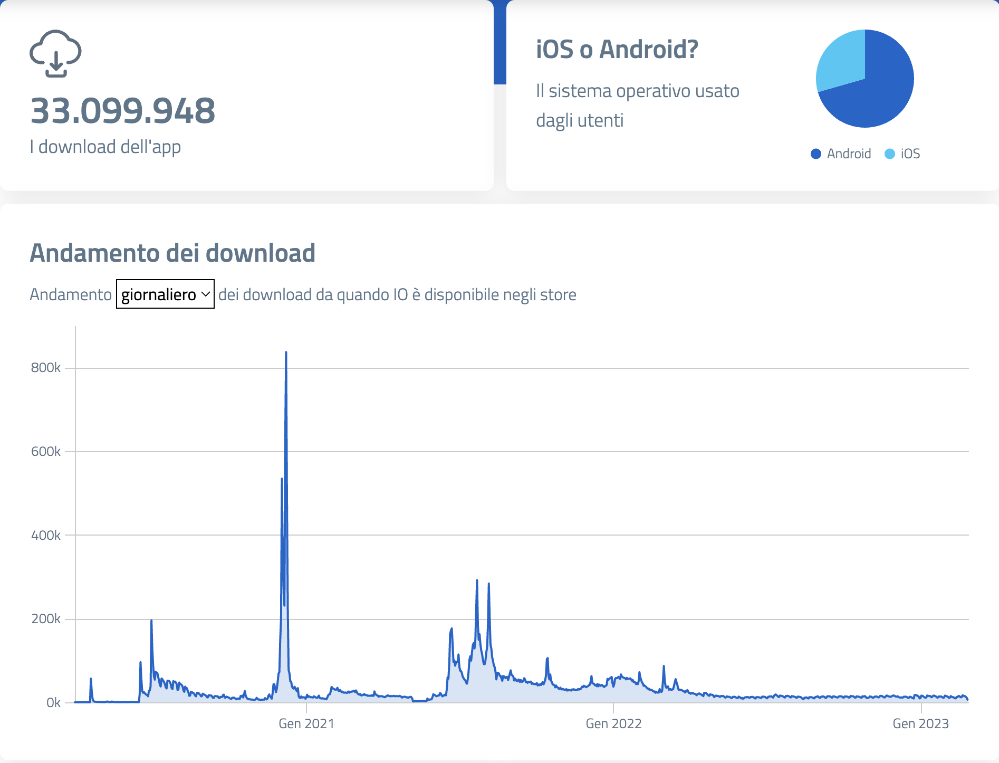 33.099.948
I download dell'app
iOS o Android?
Il sistema operativo usato
dagli utenti
Android
iOS
Andamento dei download
Andamento giornaliero dei download da quando IO è disponibile negli store
800k
600k
400k
200k
0k
Gen 2021
Gen 2022
Gen 2023